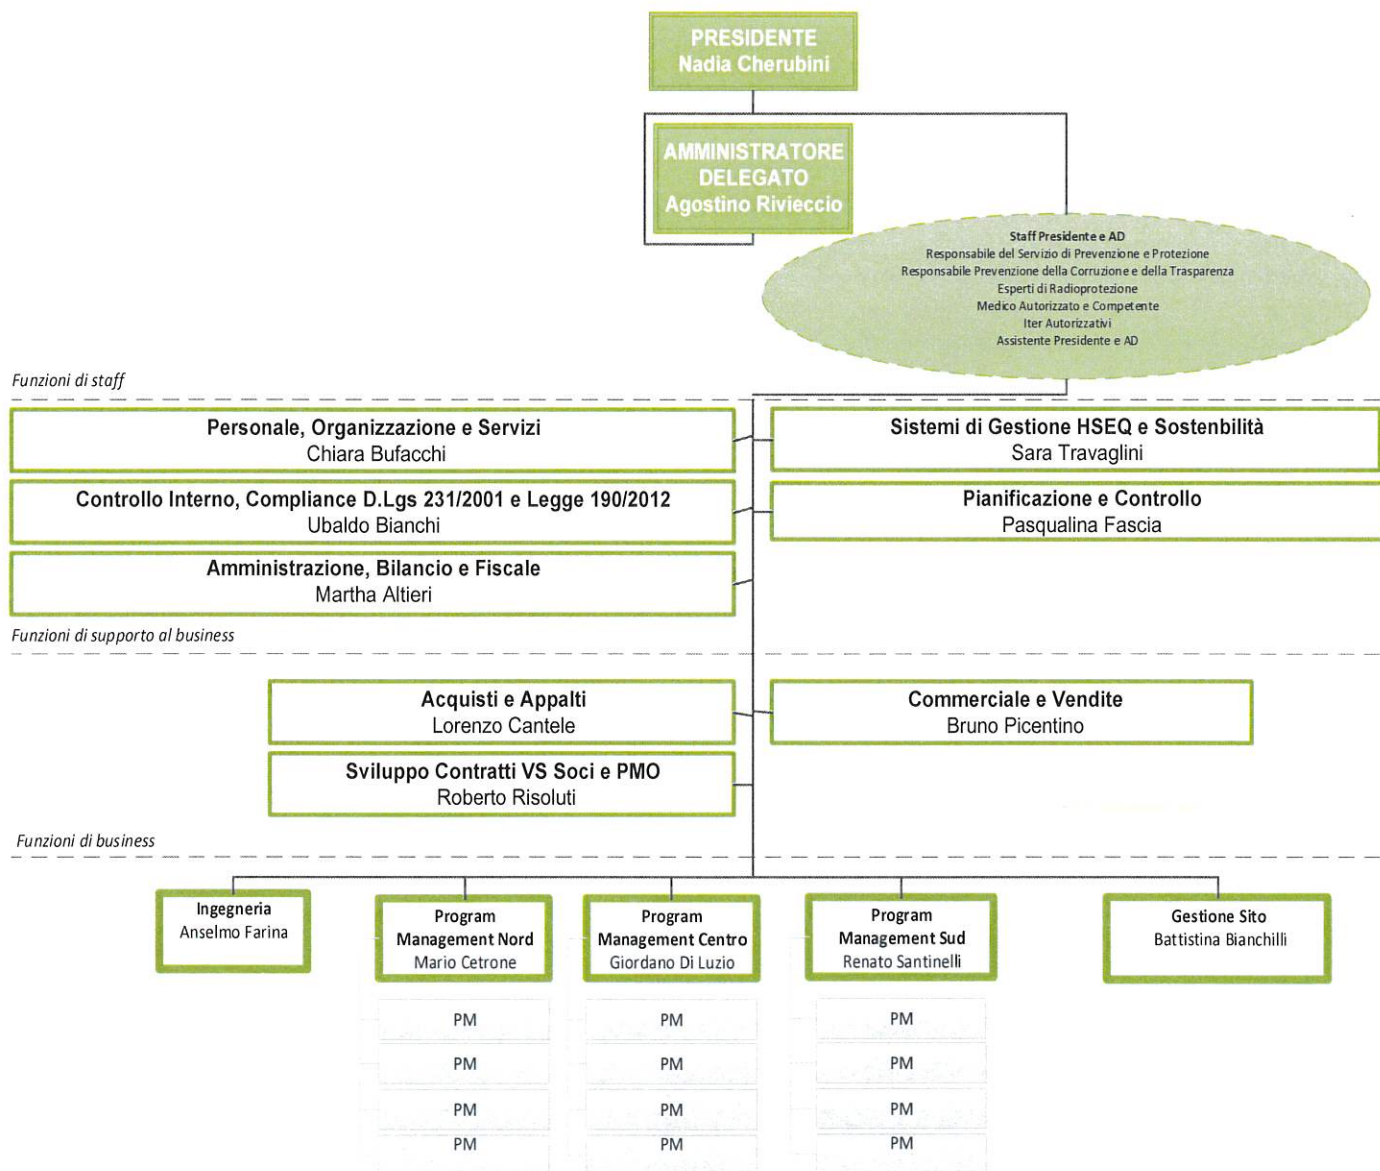 PRESIDENTE
Nadia Cherubini
AMMINISTRATORE
DELEGATO
Agostino Rivieccio
Staff Presidente e AD
Responsabile del Servizio di Prevenzione e Protezione
Responsabile Prevenzione della Corruzione e della Trasparenza
Esperti di Radioprotezione
Medico Autorizzato e Competente
Iter Autorizzativi
Assistente Presidente e AD
Funzioni di staff
Personale, Organizzazione e Servizi
Chiara Bufacchi
Sistemi di Gestione HSEQ e Sostenbilità
Sara Travaglini
Controllo Interno, Compliance D.Lgs 231/2001 e Legge 190/2012
Ubaldo Bianchi
Pianificazione e Controllo
Pasqualina Fascia
Amministrazione, Bilancio e Fiscale
Martha Altieri
Funzioni di supporto al business
Acquisti e Appalti
Lorenzo Cantele
Commerciale e Vendite
Bruno Picentino
Sviluppo Contratti VS Soci e PMO
Roberto Risoluti
Funzioni di business
Ingegneria
Anselmo Farina
Program
Management Nord
Mario Cetrone
Program
Management Centro
Giordano Di Luzio
Program
Management Sud
Renato Santinelli
Gestione Sito
Battistina Bianchilli
PM
PM
PM
PM
PM
PM
PM
PM
PM
PM
PM
PM